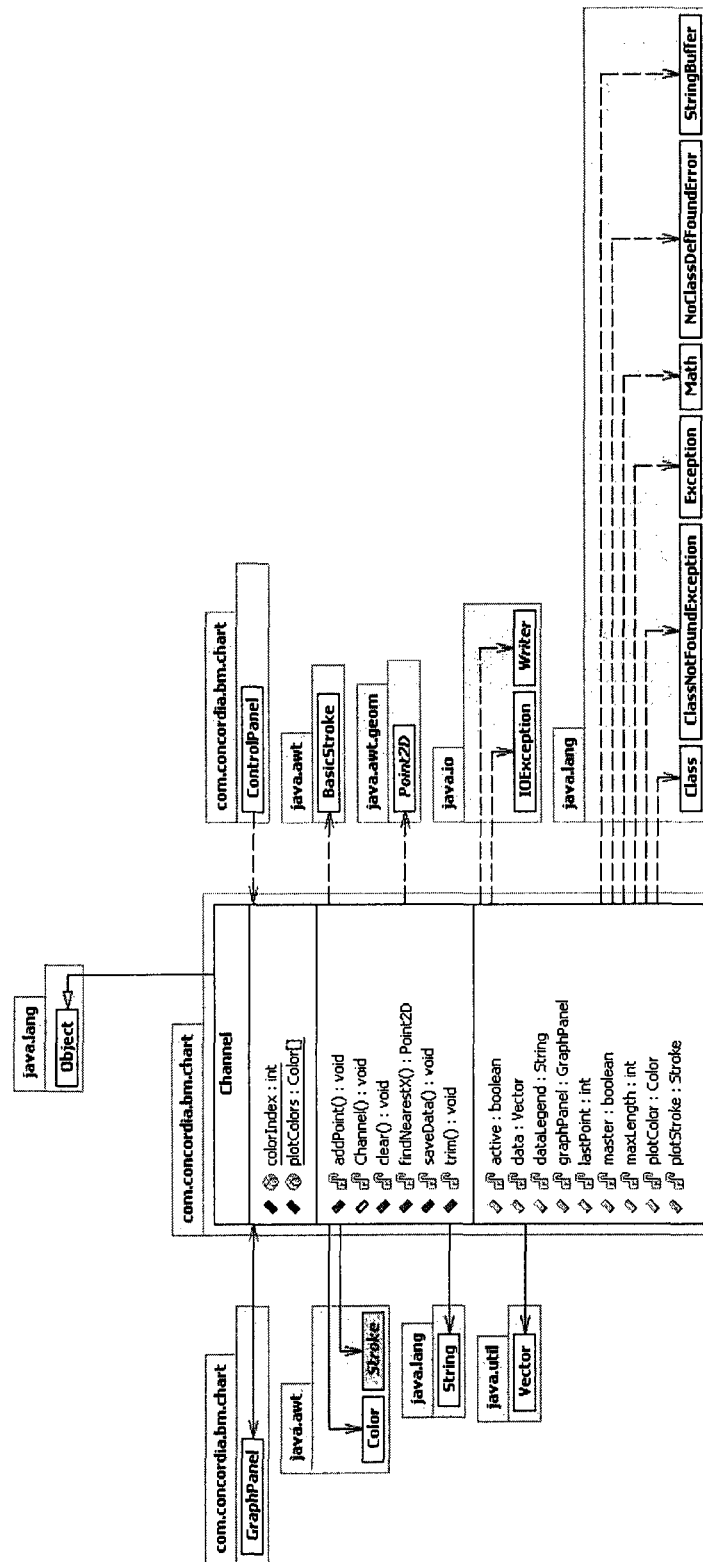 java.lang
Object
com.concordia.bm.chart
Channel
colorIndex : int
plotColors : Color[]
addPoint() : void
Channel() : void
clear() : void
findNearestX() : Point2D
saveData() : void
trim() : void
active : boolean
data : Vector
dataLegend : String
graphPanel : GraphPanel
lastPoint : int
master : boolean
maxLength : int
plotColor : Color
plotStroke : Stroke
com.concordia.bm.chart
GraphPanel
java.awt
Color
Stroke
java.lang
String
java.util
Vector
com.concordia.bm.chart
ControlPanel
java.awt
BasicStroke
java.awt.geom
Point2D
java.io
IOException
Writer
java.lang
Class
ClassNotFoundException
Exception
Math
NoClassDefFoundError
StringBuffer